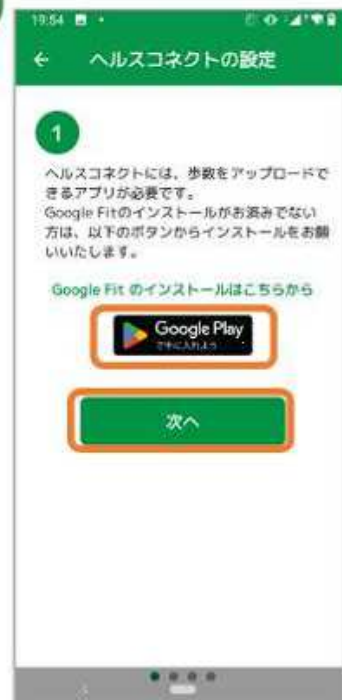 19:54
ヘルスコネクトの設定
1
ヘルスコネクトには、歩数をアップロードで
きるアプリが必要です。
Google Fitのインストールがお済みでない
方は、以下のボタンからインストールをお願
いいたします。
Google Fit のインストールはこちらから
Google Play
で手に入れよう
次へ